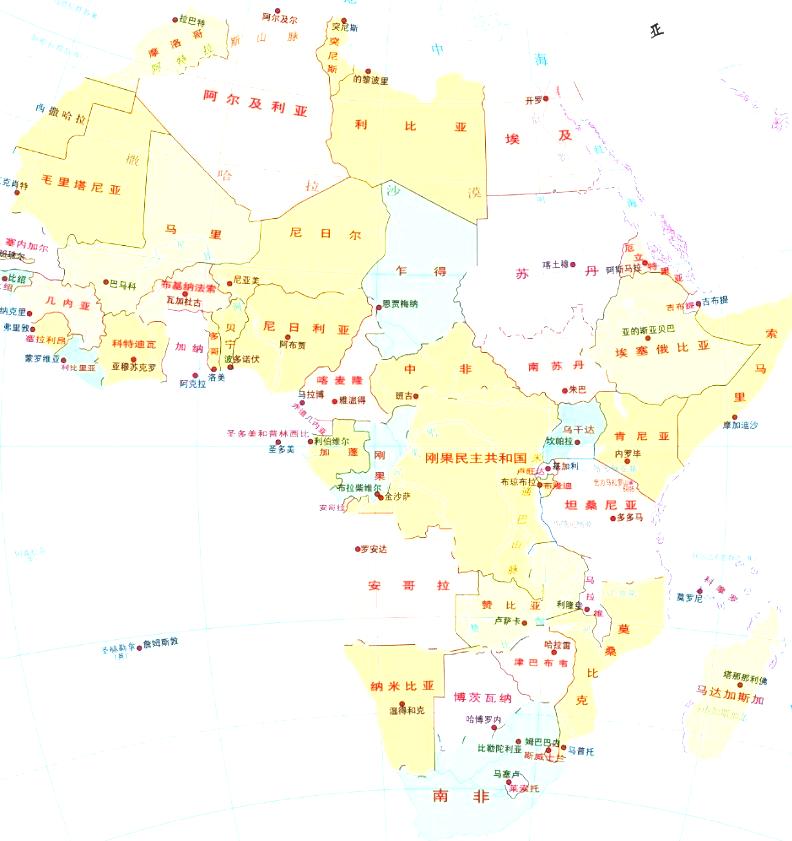 亚
拉巴特
阿尔及尔
突尼斯
摩洛哥
斯山脉
突尼斯
中
海
的黎波里
阿尔及利亚
开罗
西撒哈拉
利比亚
埃及
撒
哈
拉
沙
漠
毛里塔尼亚
克肖特
马里
尼日尔
乍得
苏丹
喀土穆
厄立特里亚
阿斯马拉
塞内加尔
比绍
巴马科
布基纳法索
瓦加杜古
尼亚美
恩贾梅纳
吉布提
吉布提
几内亚
纳克里
弗里敦
塞拉利昂
科特迪瓦
加纳
多哥
贝宁
尼日利亚
阿布贾
亚的斯亚贝巴
埃塞俄比亚
索马里
蒙罗维亚
利比里亚
亚穆苏克罗
阿克拉
洛美
波多诺伏
喀麦隆
中非
南苏丹
马拉博
雅温得
班吉
朱巴
赤道几内亚
摩加迪沙
圣多美和普林西比
圣多美
利伯维尔
加蓬
刚果
刚果民主共和国
乌干达
坎帕拉
肯尼亚
内罗毕
卢旺达
基加利
布琼布拉
布隆迪
布拉柴维尔
金沙萨
安哥拉
坦桑尼亚
多多马
罗安达
安哥拉
赞比亚
卢萨卡
利隆圭
马拉维
莫桑比克
科摩罗
莫罗尼
詹姆斯敦
哈拉雷
津巴布韦
塔那那利佛
马达加斯加
纳米比亚
温得和克
博茨瓦纳
哈博罗内
比勒陀利亚
姆巴巴纳
斯威士兰
马普托
马塞卢
莱索托
南非